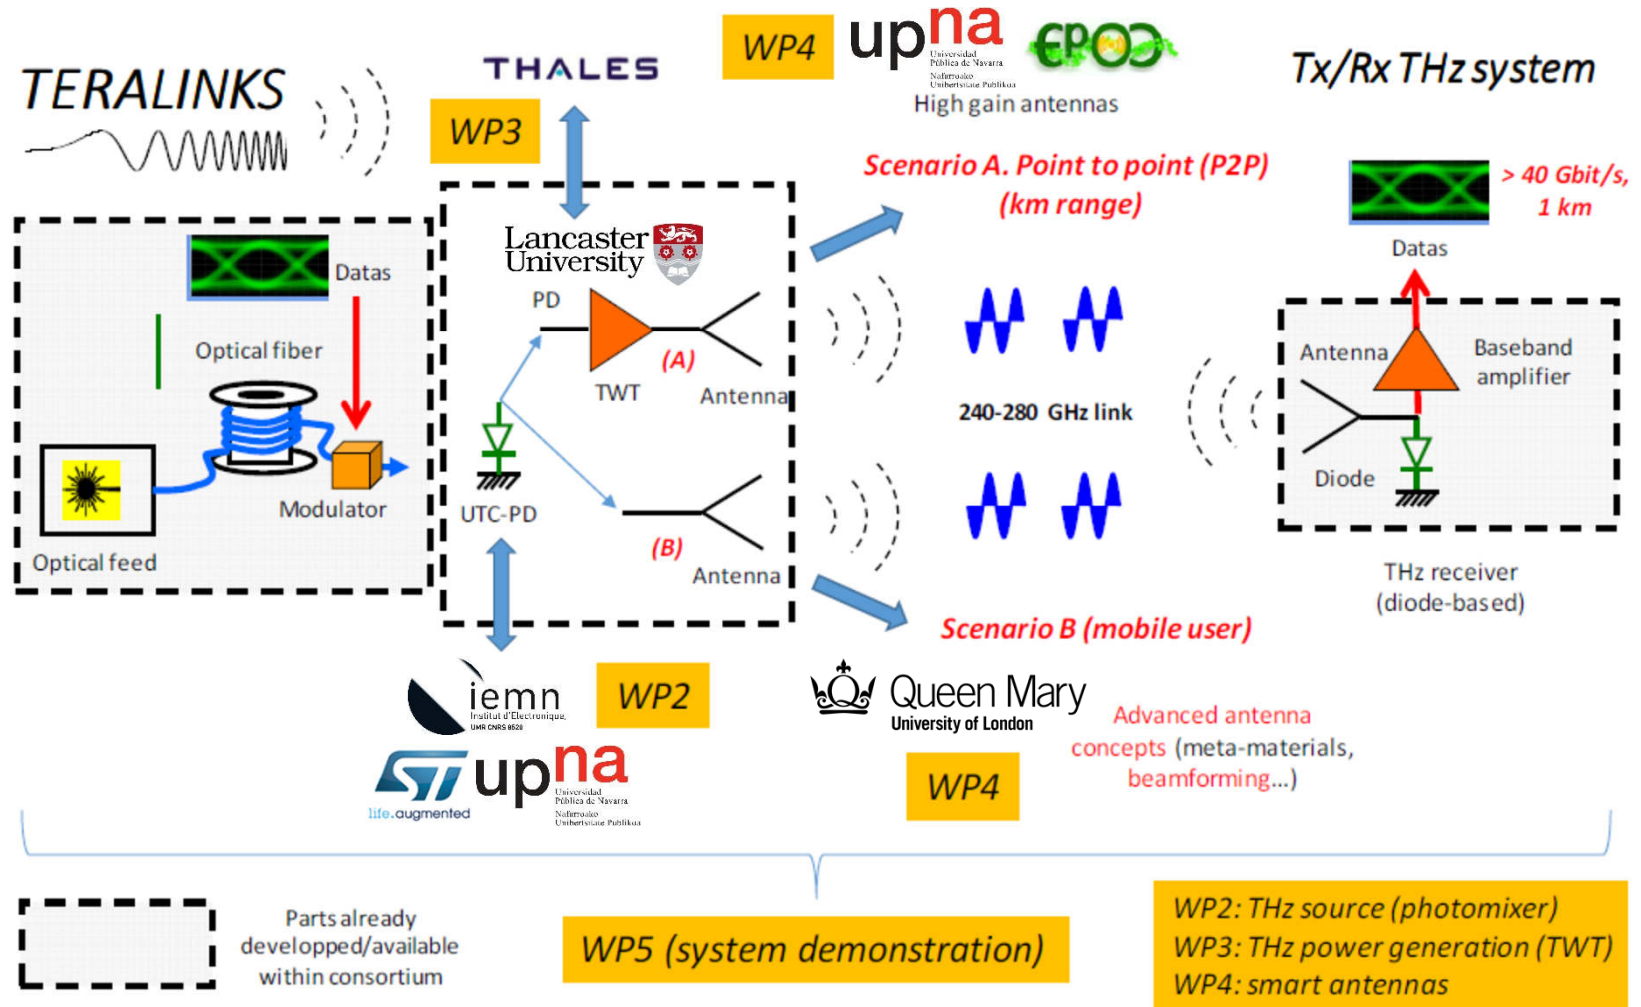 TERALINKS
THALES
WP3
WP4
upna
Universidad
Pública de Navarra
Nafarroako
Unibertsitate Publikoa
epoc
High gain antennas
Tx/Rx THz system
Scenario A. Point to point (P2P)
(km range)
> 40 Gbit/s,
1 km
Datas
Datas
Optical fiber
Modulator
Optical feed
Lancaster
University
PD
TWT
(A)
Antenna
UTC-PD
(B)
Antenna
240-280 GHz link
Antenna
Baseband
amplifier
Diode
THz receiver
(diode-based)
Scenario B (mobile user)
iemn
Institut d'Electronique,
UMR CNRS 8520
WP2
ST
life.augmented
upna
Universidad
Pública de Navarra
Nafarroako
Unibertsitate Publikoa
Queen Mary
University of London
WP4
Advanced antenna
concepts (meta-materials,
beamforming...)
Parts already
developped/available
within consortium
WP5 (system demonstration)
WP2: THz source (photomixer)
WP3: THz power generation (TWT)
WP4: smart antennas